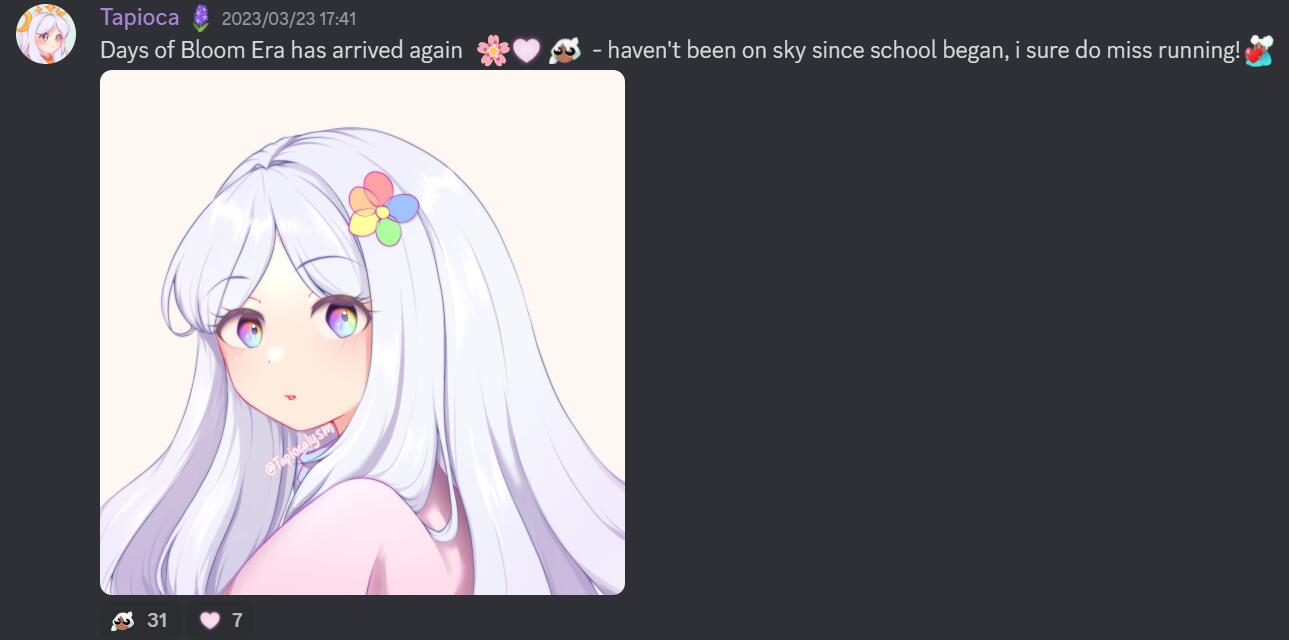 Tapioca 2023/03/23 17:41
Days of Bloom Era has arrived again 🌸🤍 - haven't been on sky since school began, i sure do miss running!
@Tapiocalysm
31 7